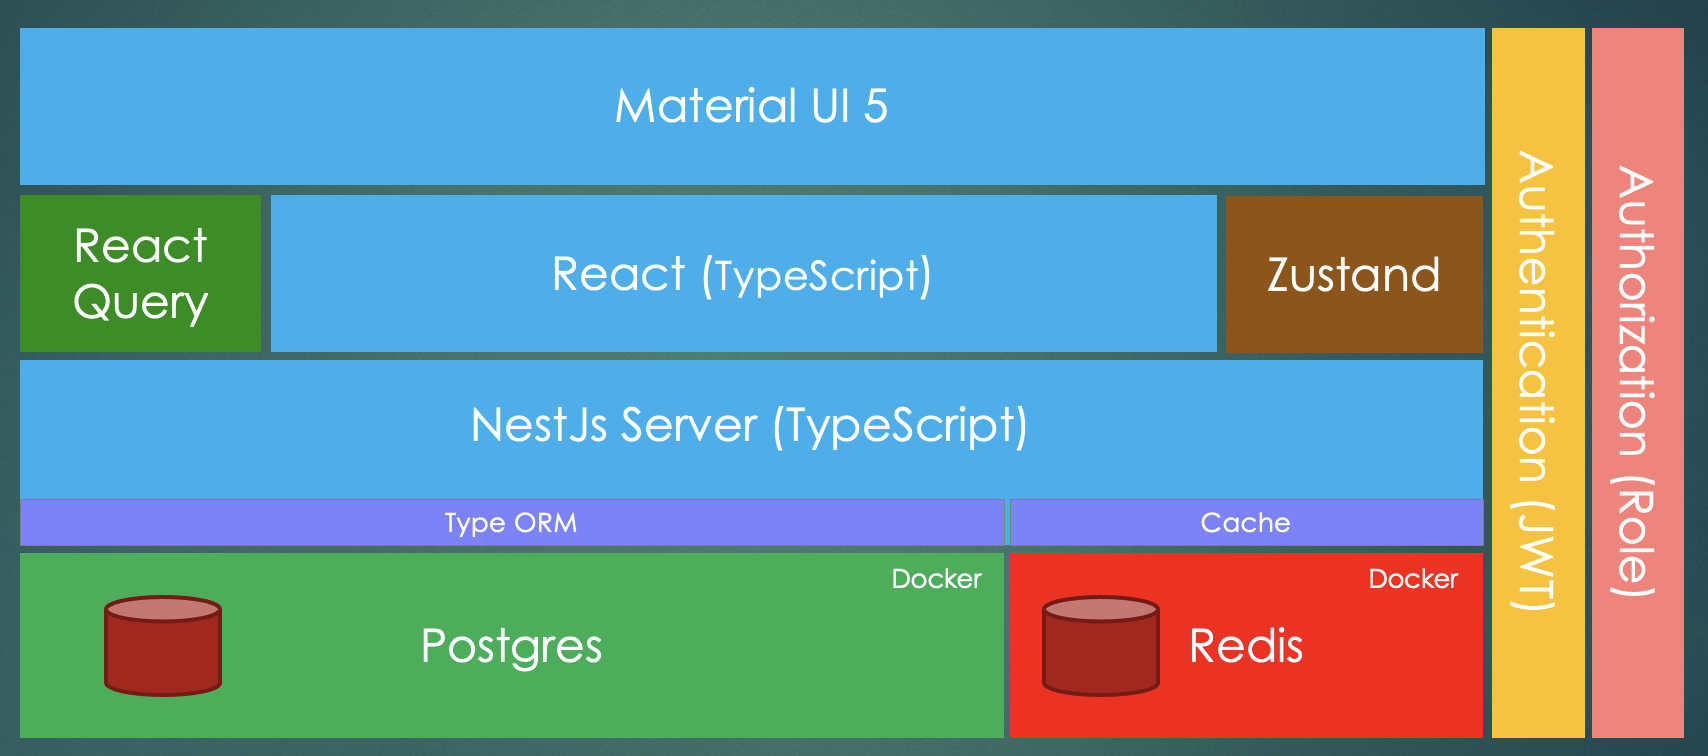 Material UI 5
React
Query
React (TypeScript)
Zustand
NestJs Server (TypeScript)
Type ORM
Cache
Docker
Postgres
Docker
Redis
Authentication (JWT)
Authorization (Role)